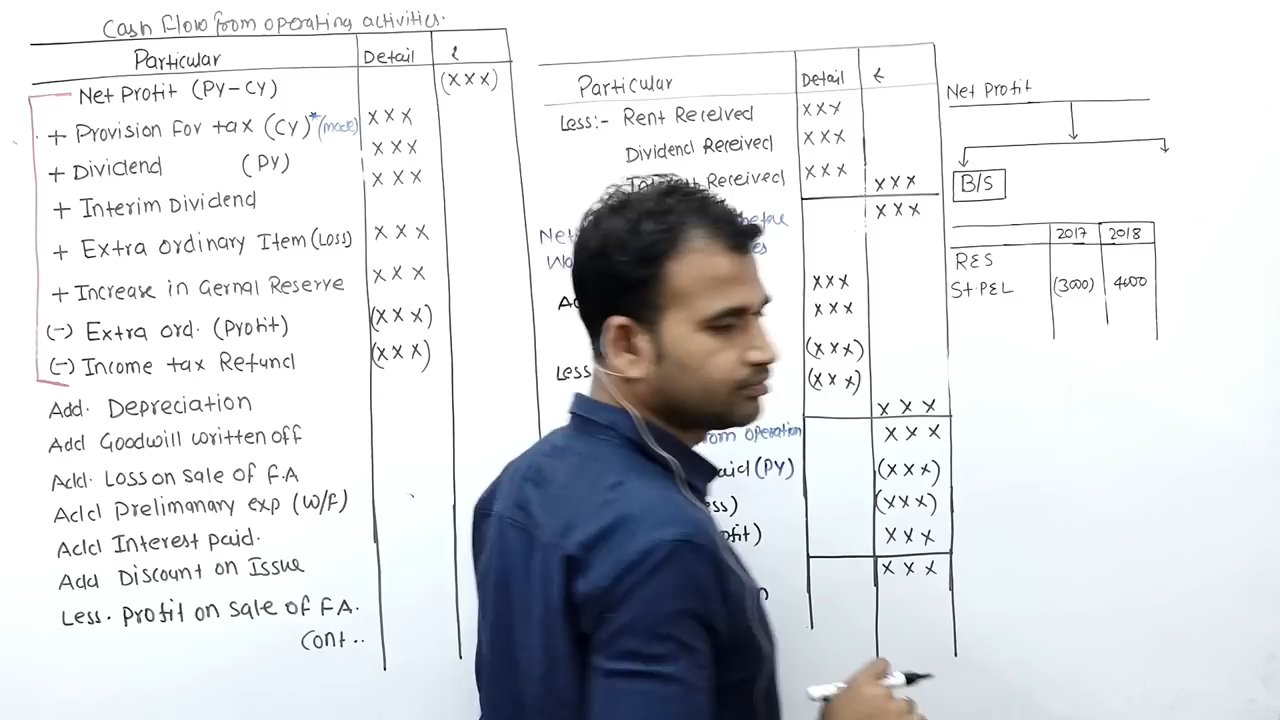 Cash flow from operating activities.
Particular Detail ₹
Net Profit (PY-CY) (XXX)
+ Provision for tax (CY)* (made) XXX
+ Dividend (PY) XXX
+ Interim Dividend XXX
+ Extra ordinary Item (Loss) XXX
+ Increase in Gernal Reserve XXX
(-) Extra ord. (Profit) (XXX)
(-) Income tax Refund (XXX)
Add. Depreciation
Add Goodwill written off
Add. Loss on sale of F.A
Add Prelimanary exp (W/F)
Add Interest paid.
Add Discount on Issue
Less. profit on sale of F.A.
Cont..
Particular Detail ₹
Less:- Rent Received XXX
Dividend Received XXX
Received XXX XXX
XXX
XXX
XXX
(XXX)
Less (XXX)
XXX
from operation XXX
(PY) (XXX)
(XXX)
XXX
XXX
Net Profit
B/S
2017 2018
R&S
St. P&L (3000) 4000